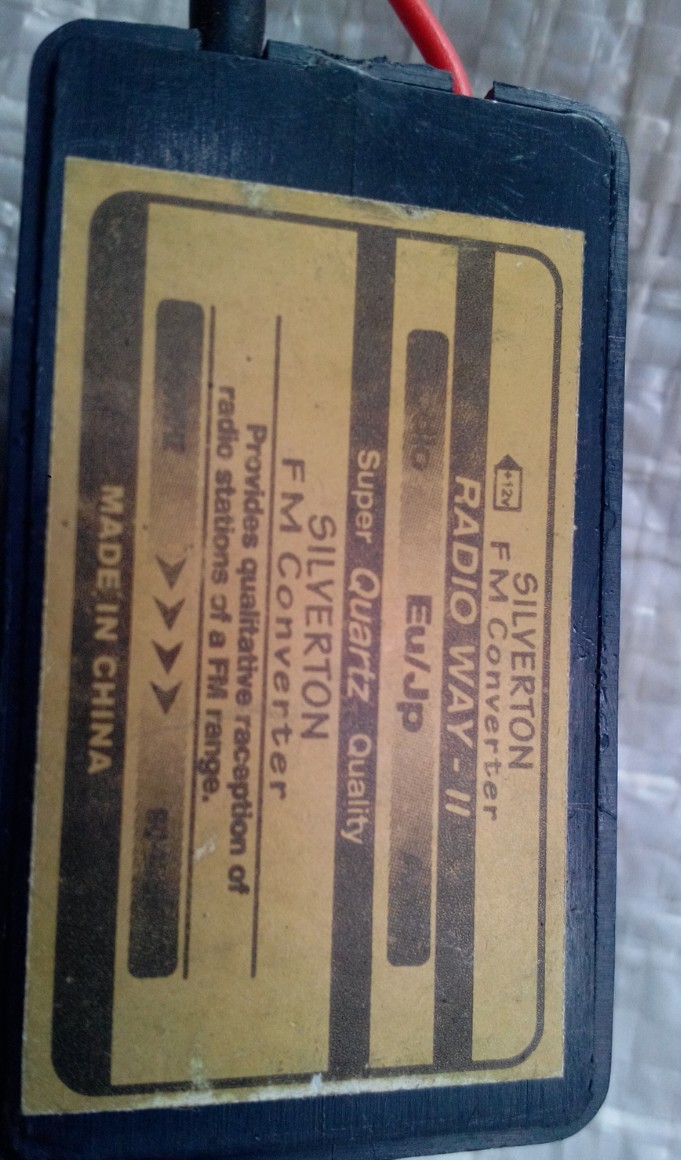 SILVERTON
+12V FM Converter
RADIO WAY - II
Eu/Jp
Super Quartz Quality
SILVERTON
FM Converter
Provides qualitative raception of
radio stations of a FM range.
MADE IN CHINA